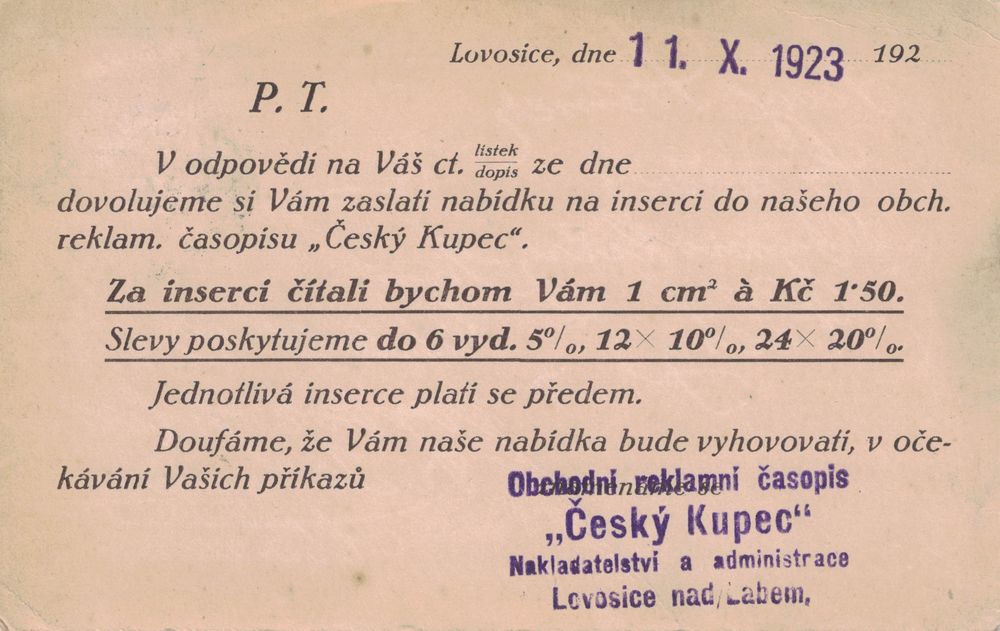 Lovosice, dne 11. X. 1923 192
P. T.
V odpovědi na Váš ct. lístek/dopis ze dne
dovolujeme si Vám zaslati nabídku na inserci do našeho obch.
reklam. časopisu „Český Kupec“.
Za inserci čítali bychom Vám 1 cm² à Kč 1·50.
Slevy poskytujeme do 6 vyd. 5%, 12× 10%, 24× 20%.
Jednotlivá inserce platí se předem.
Doufáme, že Vám naše nabídka bude vyhovovati, v oče-
kávání Vašich příkazů
se
Obchodní reklamní časopis
„Český Kupec“
Nakladatelství a administrace
Lovosice nad/Labem,